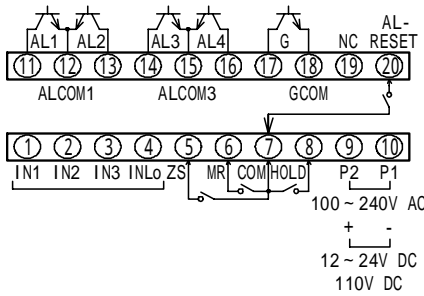 AL-
AL1 AL2 AL3 AL4 G NC RESET
11 12 13 14 15 16 17 18 19 20
ALCOM1 ALCOM3 GCOM
1 2 3 4 5 6 7 8 9 10
IN1 IN2 IN3 INLo ZS MR COM HOLD P2 P1
100 ~ 240V AC
+ -
12 ~ 24V DC
110V DC